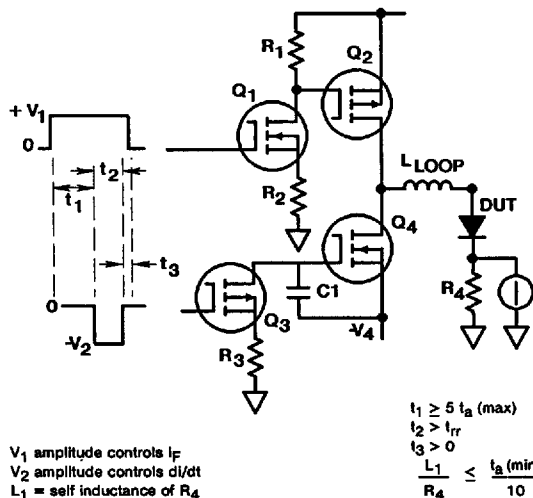 R1
Q2
Q1
+V1
0
LLOOP
t2
R2
DUT
t1
Q4
t3
R4
0
C1
Q3
-V4
-V2
R3
t1 ≥ 5 ta (max)
t2 > trr
t3 > 0
L1/R4 ≤ ta (min/10
V1 amplitude controls IF
V2 amplitude controls di/dt
L1 = self inductance of R4